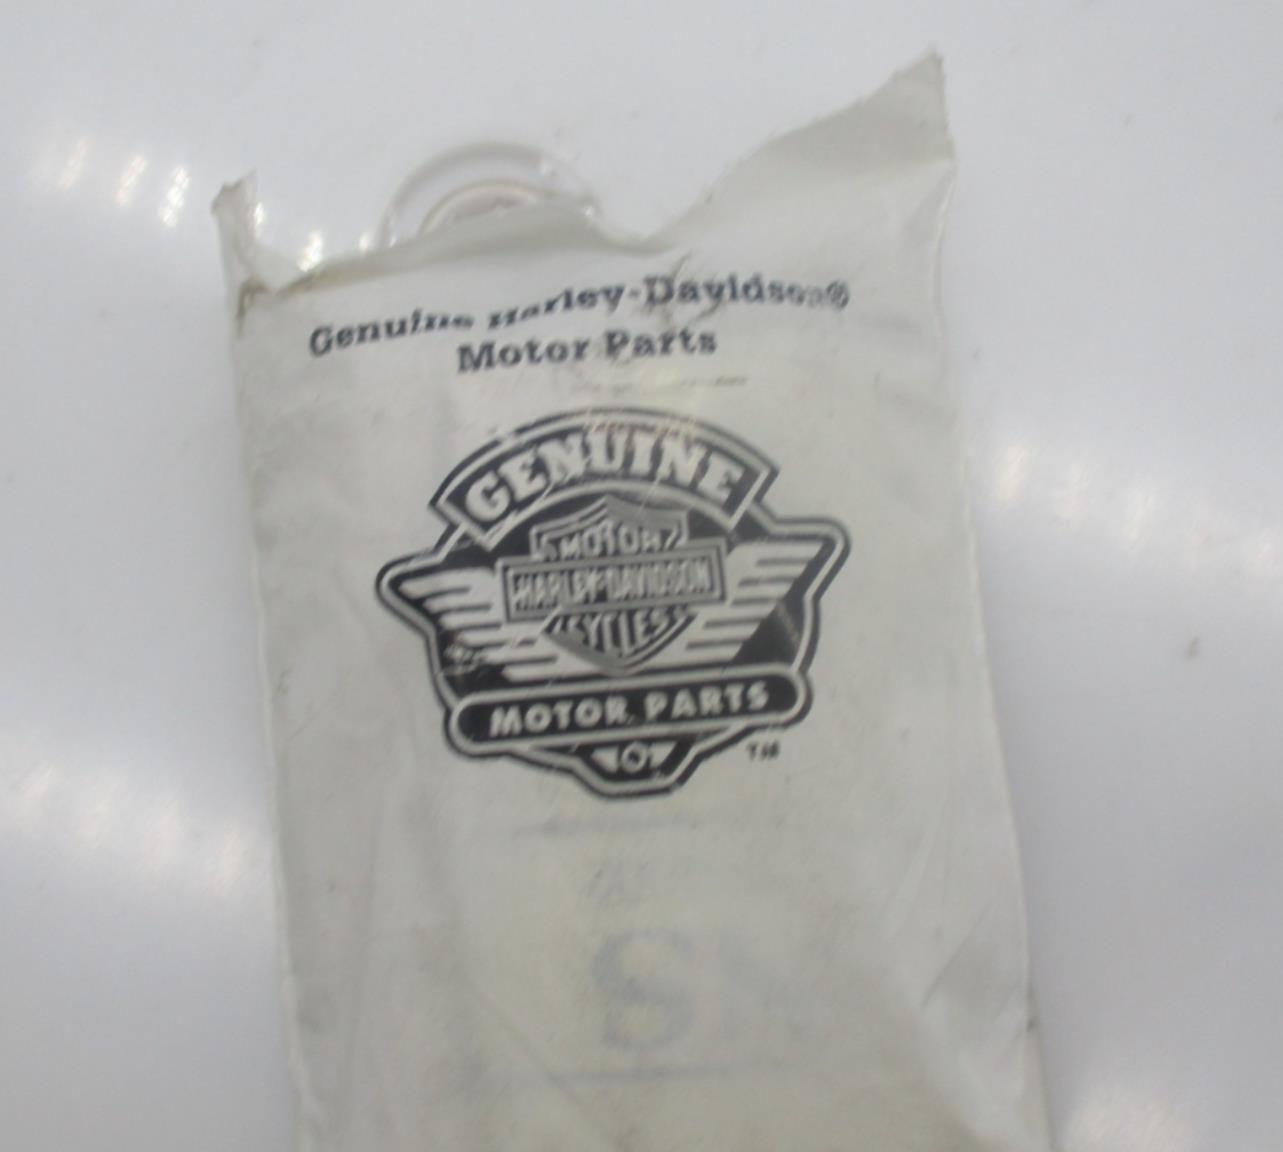 Genuine Harley-Davidson®
Motor Parts
GENUINE
MOTOR
HARLEY-DAVIDSON
CYCLES
MOTOR PARTS
TM